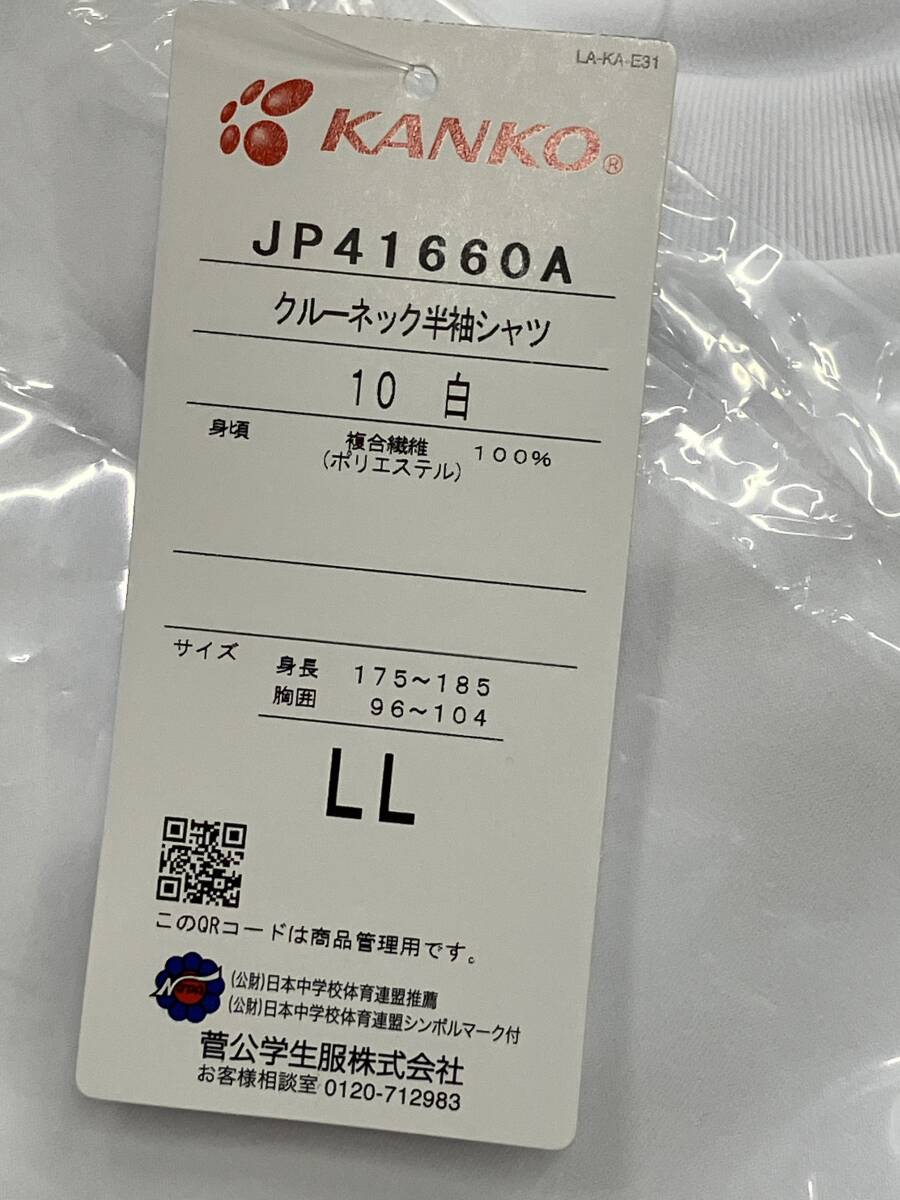 LA-KA-E31
KANKO®
JP41660A
クルーネック半袖シャツ
10 白
身頃 複合繊維 100%
(ポリエステル)
サイズ 身長 175~185
胸囲 96~104
LL
このQRコードは商品管理用です。
(公財)日本中学校体育連盟推薦
(公財)日本中学校体育連盟シンボルマーク付
菅公学生服株式会社
お客様相談室 0120-712983